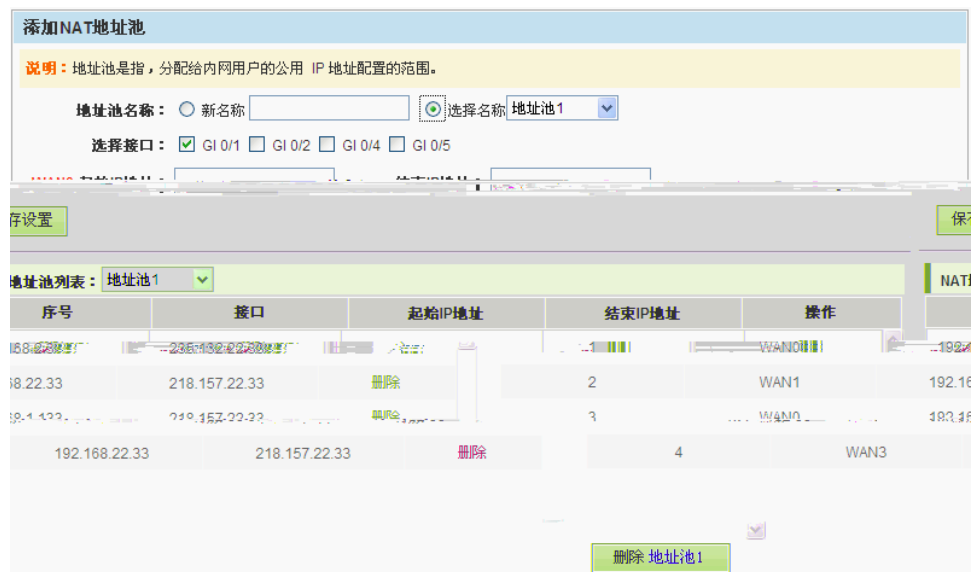 添加NAT地址池
说明：地址池是指，分配给内网用户的公用 IP 地址配置的范围。
地址池名称： 新名称 选择名称 地址池1
选择接口： GI 0/1 GI 0/2 GI 0/4 GI 0/5
存设置 保存
地址池列表： 地址池1 NAT
序号 接口 起始IP地址 结束IP地址 操作
1 WAN0
68.22.33 218.157.22.33 删除 2 WAN1 192.16
3 WAN0
192.168.22.33 218.157.22.33 删除 4 WAN3
删除 地址池1